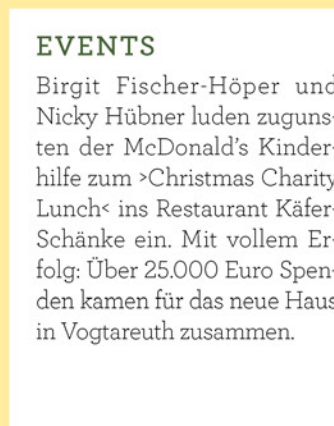 EVENTS
Birgit Fischer-Höper und
Nicky Hübner luden zuguns-
ten der McDonald's Kinder-
hilfe zum >Christmas Charity
Lunch< ins Restaurant Käfer-
Schänke ein. Mit vollem Er-
folg: Über 25.000 Euro Spen-
den kamen für das neue Haus
in Vogtareuth zusammen.